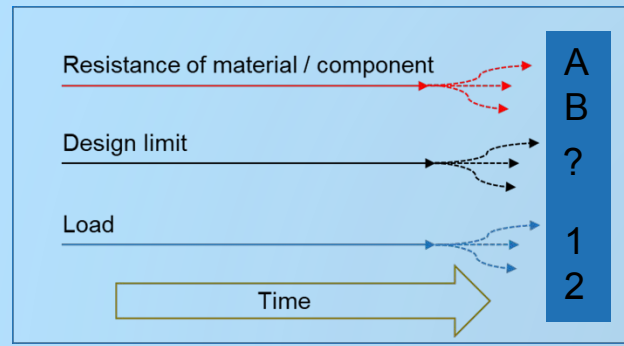 Resistance of material / component
A
B
Design limit
?
Load
1
2
Time